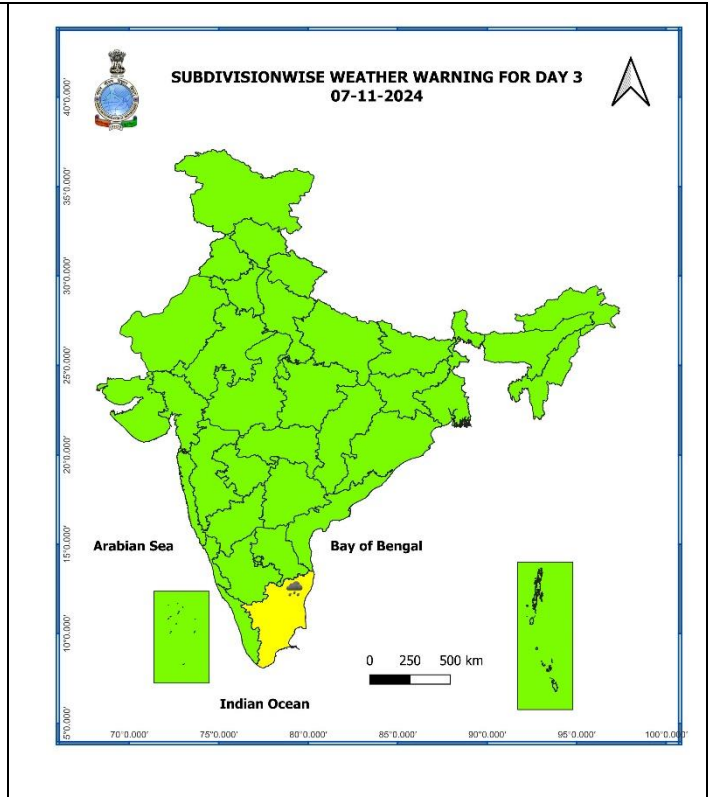 SUBDIVISIONWISE WEATHER WARNING FOR DAY 3
07-11-2024
40°0.000'
35°0.000'
30°0.000'
25°0.000'
20°0.000'
15°0.000'
10°0.000'
5°0.000'
Arabian Sea
Bay of Bengal
0 250 500 km
Indian Ocean
70°0.000' 75°0.000' 80°0.000' 85°0.000' 90°0.000' 95°0.000' 100°0.000'